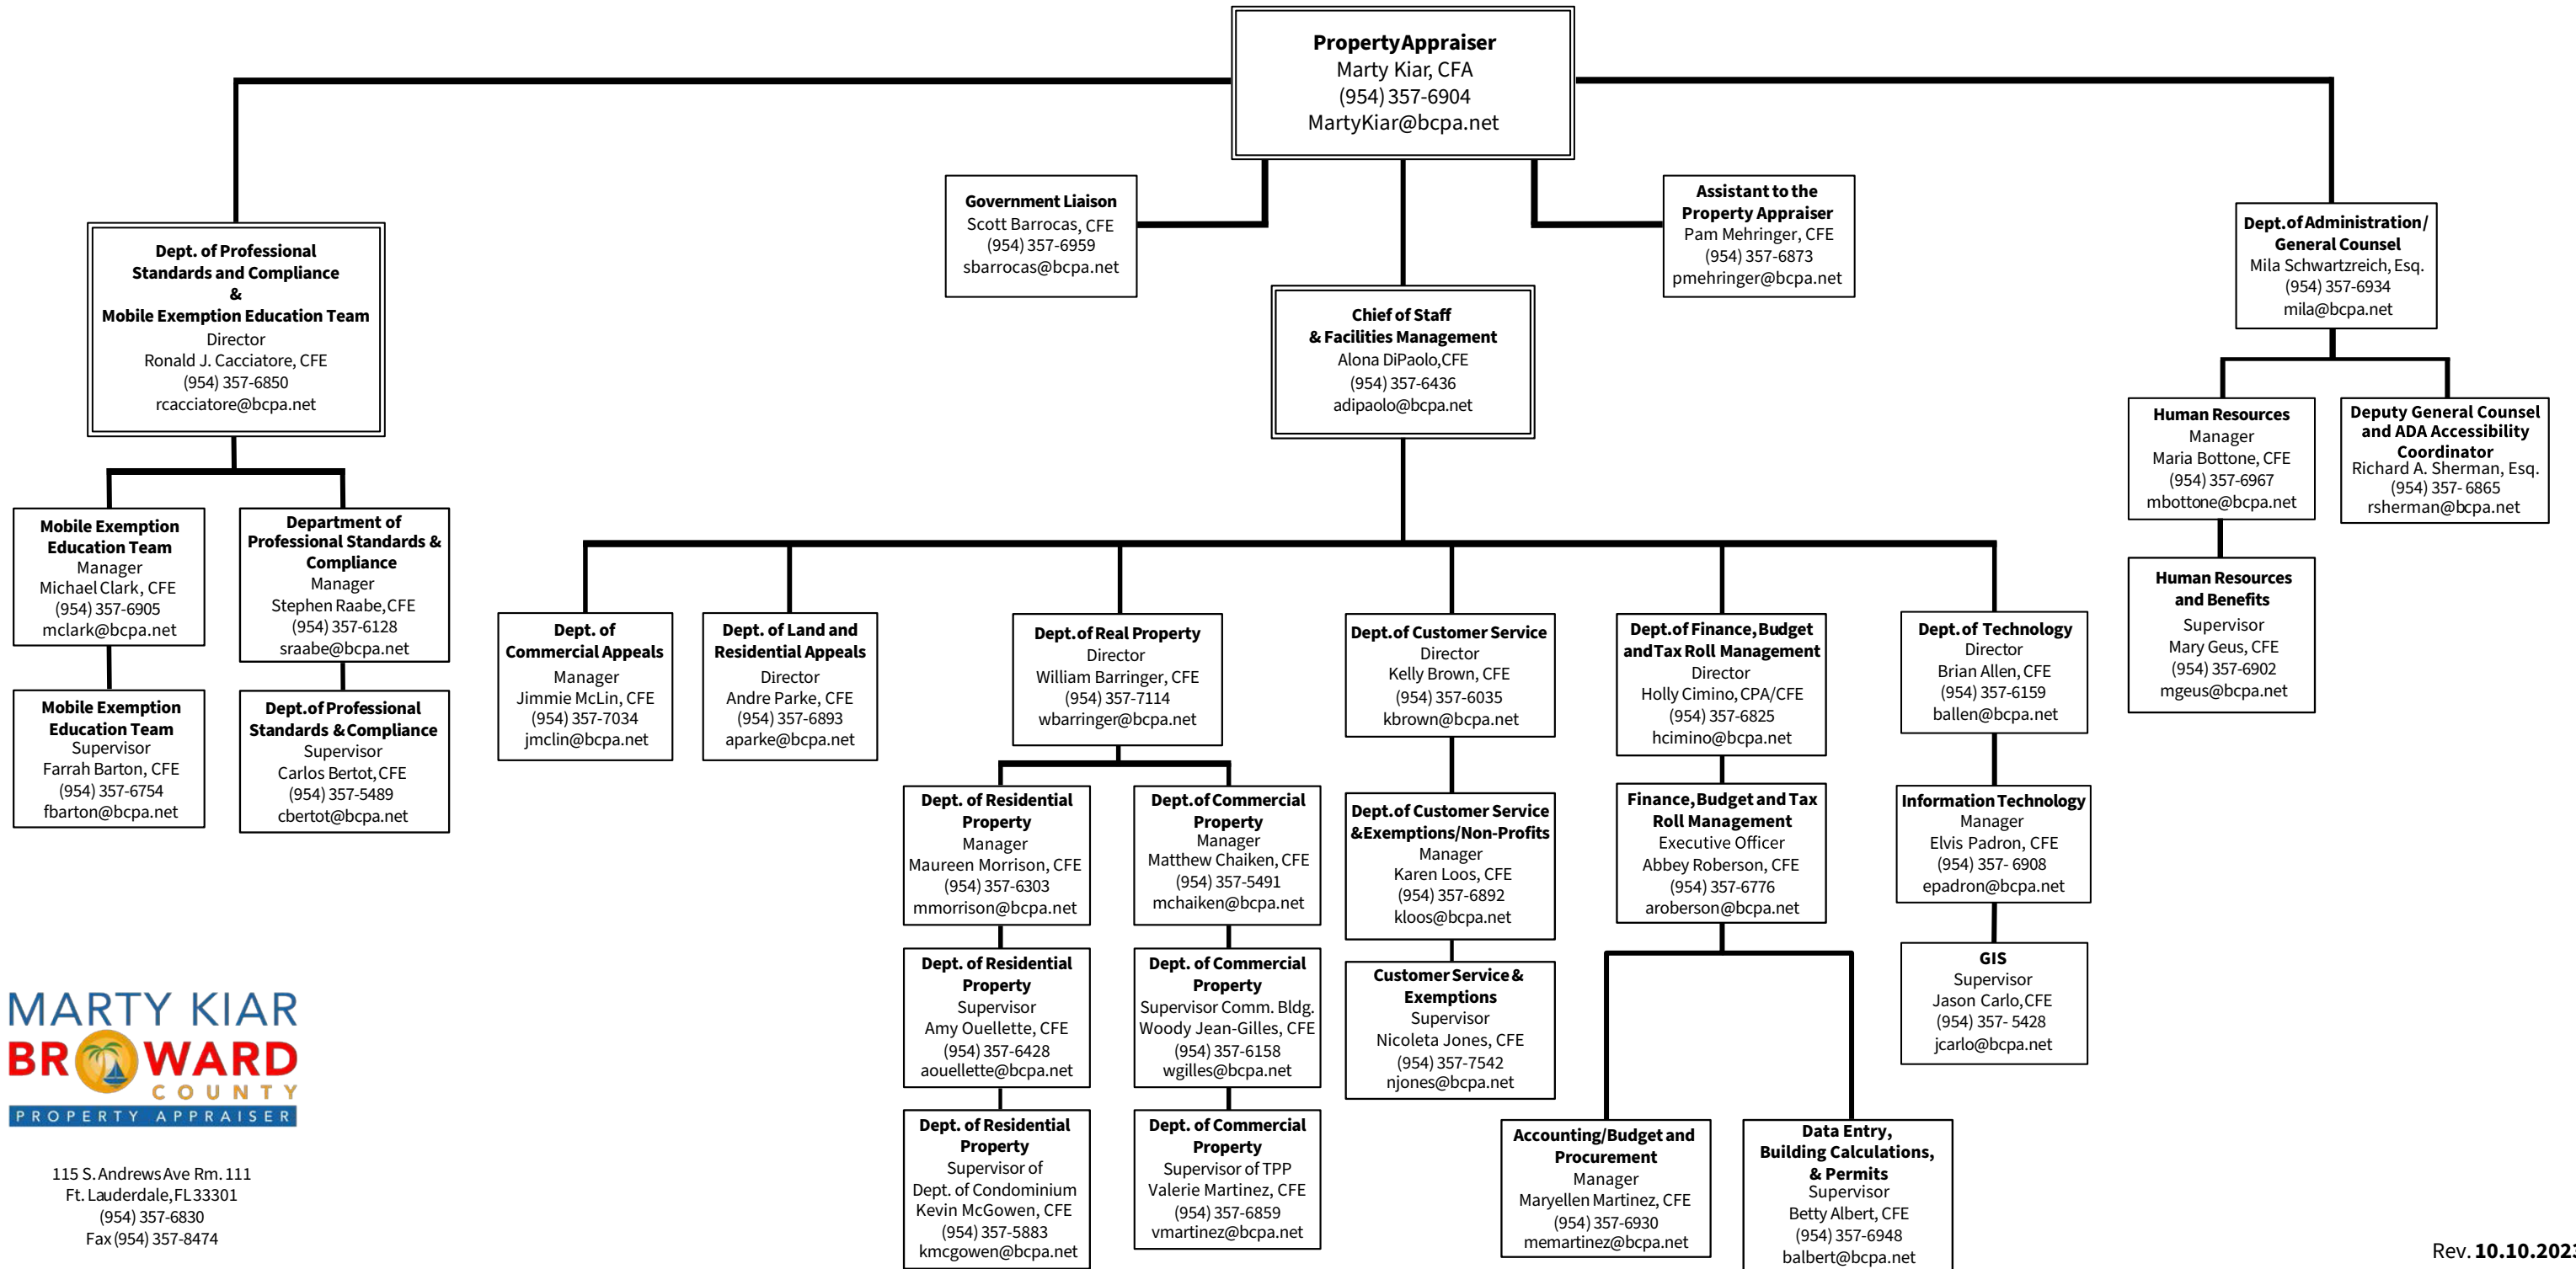 Property Appraiser
Marty Kiar, CFA
(954) 357-6904
MartyKiar@bcpa.net
Government Liaison
Scott Barrocas, CFE
(954) 357-6959
sbarrocas@bcpa.net
Assistant to the
Property Appraiser
Pam Mehringer, CFE
(954) 357-6873
pmehringer@bcpa.net
Dept. of Professional
Standards and Compliance
&
Mobile Exemption Education Team
Director
Ronald J. Cacciatore, CFE
(954) 357-6850
rcacciatore@bcpa.net
Chief of Staff
& Facilities Management
Alona DiPaolo, CFE
(954) 357-6436
adipaolo@bcpa.net
Dept. of Administration/
General Counsel
Mila Schwartzreich, Esq.
(954) 357-6934
mila@bcpa.net
Human Resources
Manager
Maria Bottone, CFE
(954) 357-6967
mbottone@bcpa.net
Deputy General Counsel
and ADA Accessibility
Coordinator
Richard A. Sherman, Esq.
(954) 357- 6865
rsherman@bcpa.net
Human Resources
and Benefits
Supervisor
Mary Geus, CFE
(954) 357-6902
mgeus@bcpa.net
Mobile Exemption
Education Team
Manager
Michael Clark, CFE
(954) 357-6905
mclark@bcpa.net
Department of
Professional Standards &
Compliance
Manager
Stephen Raabe, CFE
(954) 357-6128
sraabe@bcpa.net
Mobile Exemption
Education Team
Supervisor
Farrah Barton, CFE
(954) 357-6754
fbarton@bcpa.net
Dept. of Professional
Standards & Compliance
Supervisor
Carlos Bertot, CFE
(954) 357-5489
cbertot@bcpa.net
Dept. of
Commercial Appeals
Manager
Jimmie McLin, CFE
(954) 357-7034
jmclin@bcpa.net
Dept. of Land and
Residential Appeals
Director
Andre Parke, CFE
(954) 357-6893
aparke@bcpa.net
Dept. of Real Property
Director
William Barringer, CFE
(954) 357-7114
wbarringer@bcpa.net
Dept. of Customer Service
Director
Kelly Brown, CFE
(954) 357-6035
kbrown@bcpa.net
Dept. of Finance, Budget
and Tax Roll Management
Director
Holly Cimino, CPA/CFE
(954) 357-6825
hcimino@bcpa.net
Dept. of Technology
Director
Brian Allen, CFE
(954) 357-6159
ballen@bcpa.net
Dept. of Residential
Property
Manager
Maureen Morrison, CFE
(954) 357-6303
mmorrison@bcpa.net
Dept. of Commercial
Property
Manager
Matthew Chaiken, CFE
(954) 357-5491
mchaiken@bcpa.net
Dept. of Customer Service
& Exemptions/Non-Profits
Manager
Karen Loos, CFE
(954) 357-6892
kloos@bcpa.net
Finance, Budget and Tax
Roll Management
Executive Officer
Abbey Roberson, CFE
(954) 357-6776
aroberson@bcpa.net
Information Technology
Manager
Elvis Padron, CFE
(954) 357- 6908
epadron@bcpa.net
Dept. of Residential
Property
Supervisor
Amy Ouellette, CFE
(954) 357-6428
aouellette@bcpa.net
Dept. of Commercial
Property
Supervisor Comm. Bldg.
Woody Jean-Gilles, CFE
(954) 357-6158
wgilles@bcpa.net
Customer Service &
Exemptions
Supervisor
Nicoleta Jones, CFE
(954) 357-7542
njones@bcpa.net
GIS
Supervisor
Jason Carlo, CFE
(954) 357- 5428
jcarlo@bcpa.net
Dept. of Residential
Property
Supervisor of
Dept. of Condominium
Kevin McGowen, CFE
(954) 357-5883
kmcgowen@bcpa.net
Dept. of Commercial
Property
Supervisor of TPP
Valerie Martinez, CFE
(954) 357-6859
vmartinez@bcpa.net
Accounting/Budget and
Procurement
Manager
Maryellen Martinez, CFE
(954) 357-6930
memartinez@bcpa.net
Data Entry,
Building Calculations,
& Permits
Supervisor
Betty Albert, CFE
(954) 357-6948
balbert@bcpa.net
MARTY KIAR
BROWARD
COUNTY
PROPERTY APPRAISER
115 S. Andrews Ave Rm. 111
Ft. Lauderdale, FL 33301
(954) 357-6830
Fax (954) 357-8474
Rev. 10.10.2023